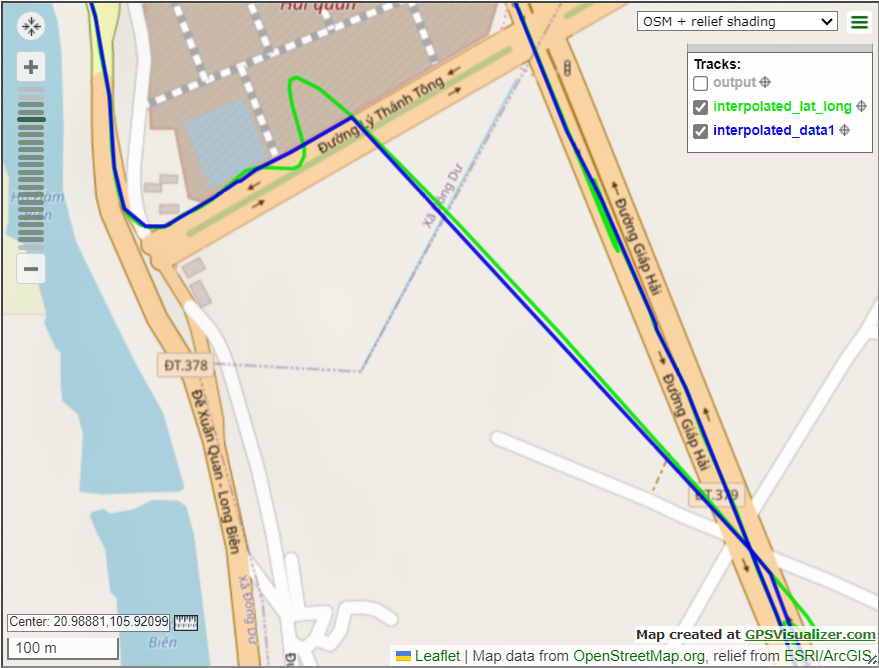 Hải quân
OSM + relief shading
Tracks:
output
interpolated_lat_long
interpolated_data1
Đường Lý Thánh Tông
Xã Đông Dư
Đường Giáp Hải
ĐT.378
Đường Giáp Hải
Đê Xuân Quan - Long Biên
ĐT.379
Xã Đông Dư
Center: 20.98881,105.92099
100 m
Biên
Map created at GPSVisualizer.com
Leaflet | Map data from OpenStreetMap.org, relief from ESRI/ArcGIS